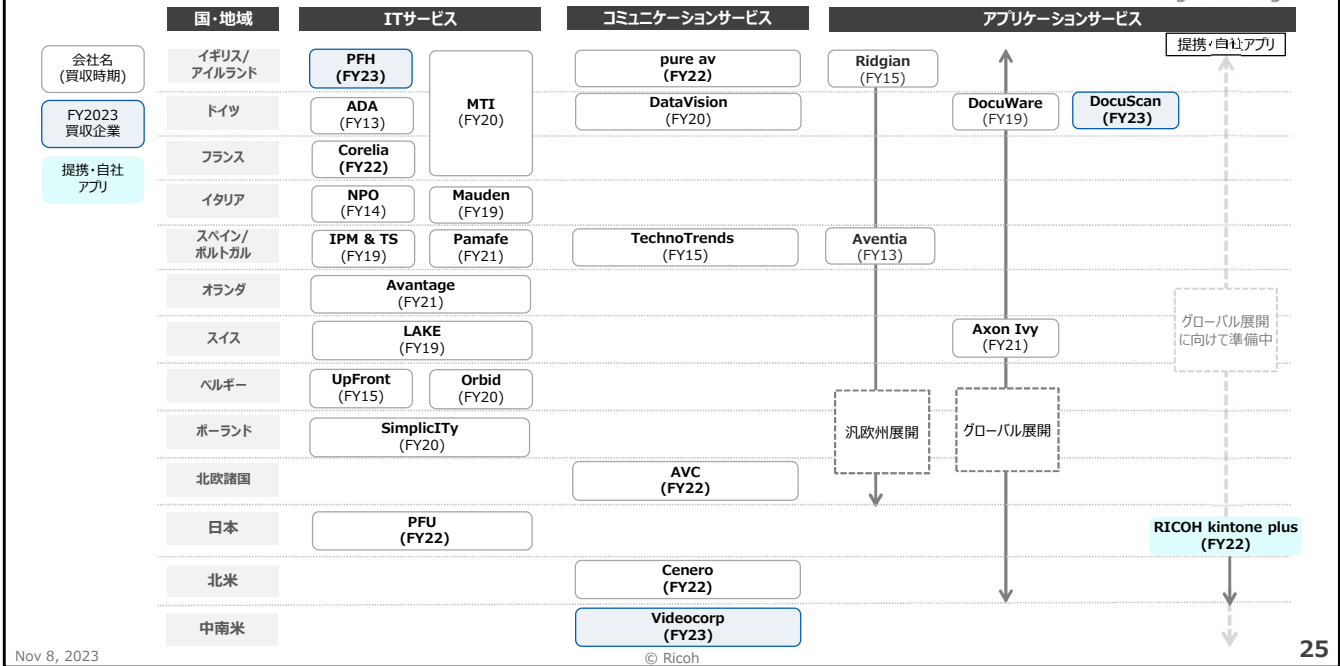 国・地域
ITサービス
コミュニケーションサービス
アプリケーションサービス
会社名
(買収時期)
FY2023
買収企業
提携・自社
アプリ
提携・自社アプリ
イギリス/
アイルランド
PFH
(FY23)
MTI
(FY20)
pure av
(FY22)
Ridgian
(FY15)
ドイツ
ADA
(FY13)
DataVision
(FY20)
DocuWare
(FY19)
DocuScan
(FY23)
フランス
Corelia
(FY22)
イタリア
NPO
(FY14)
Mauden
(FY19)
スペイン/
ポルトガル
IPM & TS
(FY19)
Pamafe
(FY21)
TechnoTrends
(FY15)
Aventia
(FY13)
オランダ
Avantage
(FY21)
グローバル展開
に向けて準備中
スイス
LAKE
(FY19)
Axon Ivy
(FY21)
ベルギー
UpFront
(FY15)
Orbid
(FY20)
ポーランド
SimplicITy
(FY20)
汎欧州展開
グローバル展開
北欧諸国
AVC
(FY22)
日本
PFU
(FY22)
RICOH kintone plus
(FY22)
北米
Cenero
(FY22)
中南米
Videocorp
(FY23)
Nov 8, 2023
© Ricoh
25